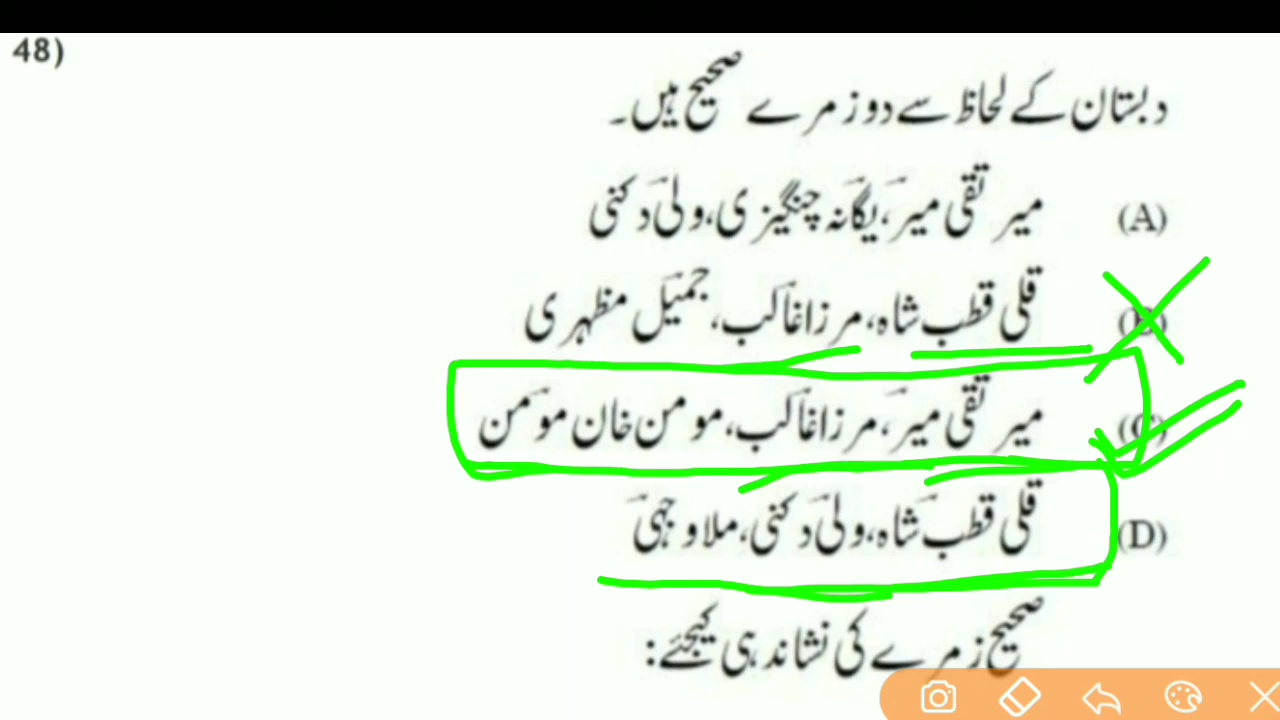 48)
دبستان کے لحاظ سے دو زمرے صحیح ہیں۔
(A) میر تقی میرؔ، یگانہؔ چنگیزی، ولیؔ دکنی
(B) قلی قطب شاہ، مرزا غالبؔ، جمیلؔ مظہری
(C) میر تقی میرؔ، مرزا غالبؔ، مومن خان مومنؔ
(D) قلی قطبؔ شاہ، ولیؔ دکنی، ملا وجہیؔ
صحیح زمرے کی نشاندہی کیجئے: